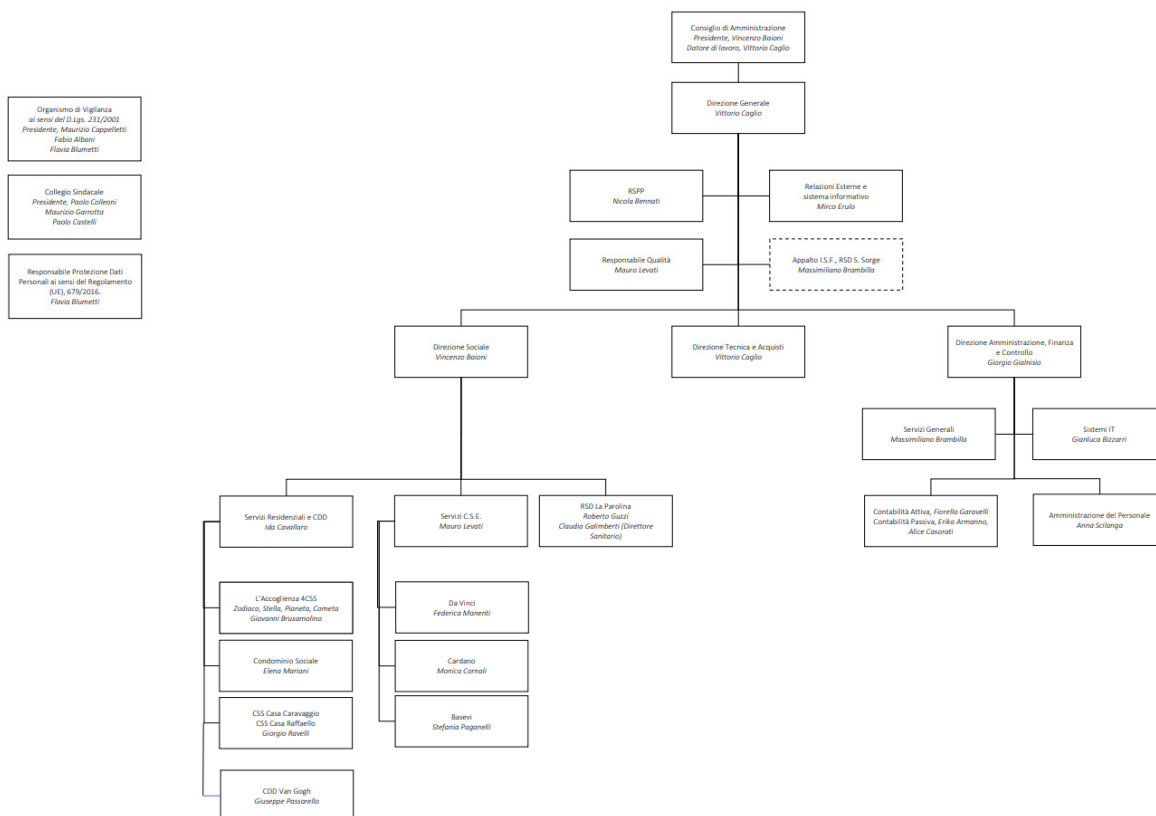 Consiglio di Amministrazione
Presidente, Vincenzo Baioni
Datore di lavoro, Vittorio Caglio
Direzione Generale
Vittorio Caglio
Organismo di Vigilanza
ai sensi del D.Lgs. 231/2001
Presidente, Maurizio Cappelletti
Fabio Albani
Flavia Blumetti
Collegio Sindacale
Presidente, Paolo Colleoni
Maurizio Garrotta
Paolo Castelli
Responsabile Protezione Dati
Personali ai sensi del Regolamento
(UE), 679/2016.
Flavia Blumetti
RSPP
Nicola Bennati
Relazioni Esterne e
sistema informativo
Mirco Erulo
Responsabile Qualità
Mauro Levati
Appalto I.S.F., RSD S. Sorge
Massimiliano Brambilla
Direzione Sociale
Vincenzo Baioni
Direzione Tecnica e Acquisti
Vittorio Caglio
Direzione Amministrazione, Finanza
e Controllo
Giorgio Gialnisio
Servizi Generali
Massimiliano Brambilla
Sistemi IT
Gianluca Bizzarri
Servizi Residenziali e CDD
Ida Cavallaro
Servizi C.S.E.
Mauro Levati
RSD La Parolina
Roberto Guzzi
Claudia Galimberti (Direttore
Sanitario)
Contabilità Attiva, Fiorella Garavelli
Contabilità Passiva, Erika Armanno,
Alice Casorati
Amministrazione del Personale
Anna Scilanga
L'Accoglienza 4CSS
Zodiaco, Stella, Pianeta, Cometa
Giovanni Brusamolino
Da Vinci
Federica Manenti
Condominio Sociale
Elena Mariani
Cardano
Monica Cornali
CSS Casa Caravaggio
CSS Casa Raffaello
Giorgio Ravelli
Basevi
Stefania Paganelli
CDD Van Gogh
Giuseppe Passarello